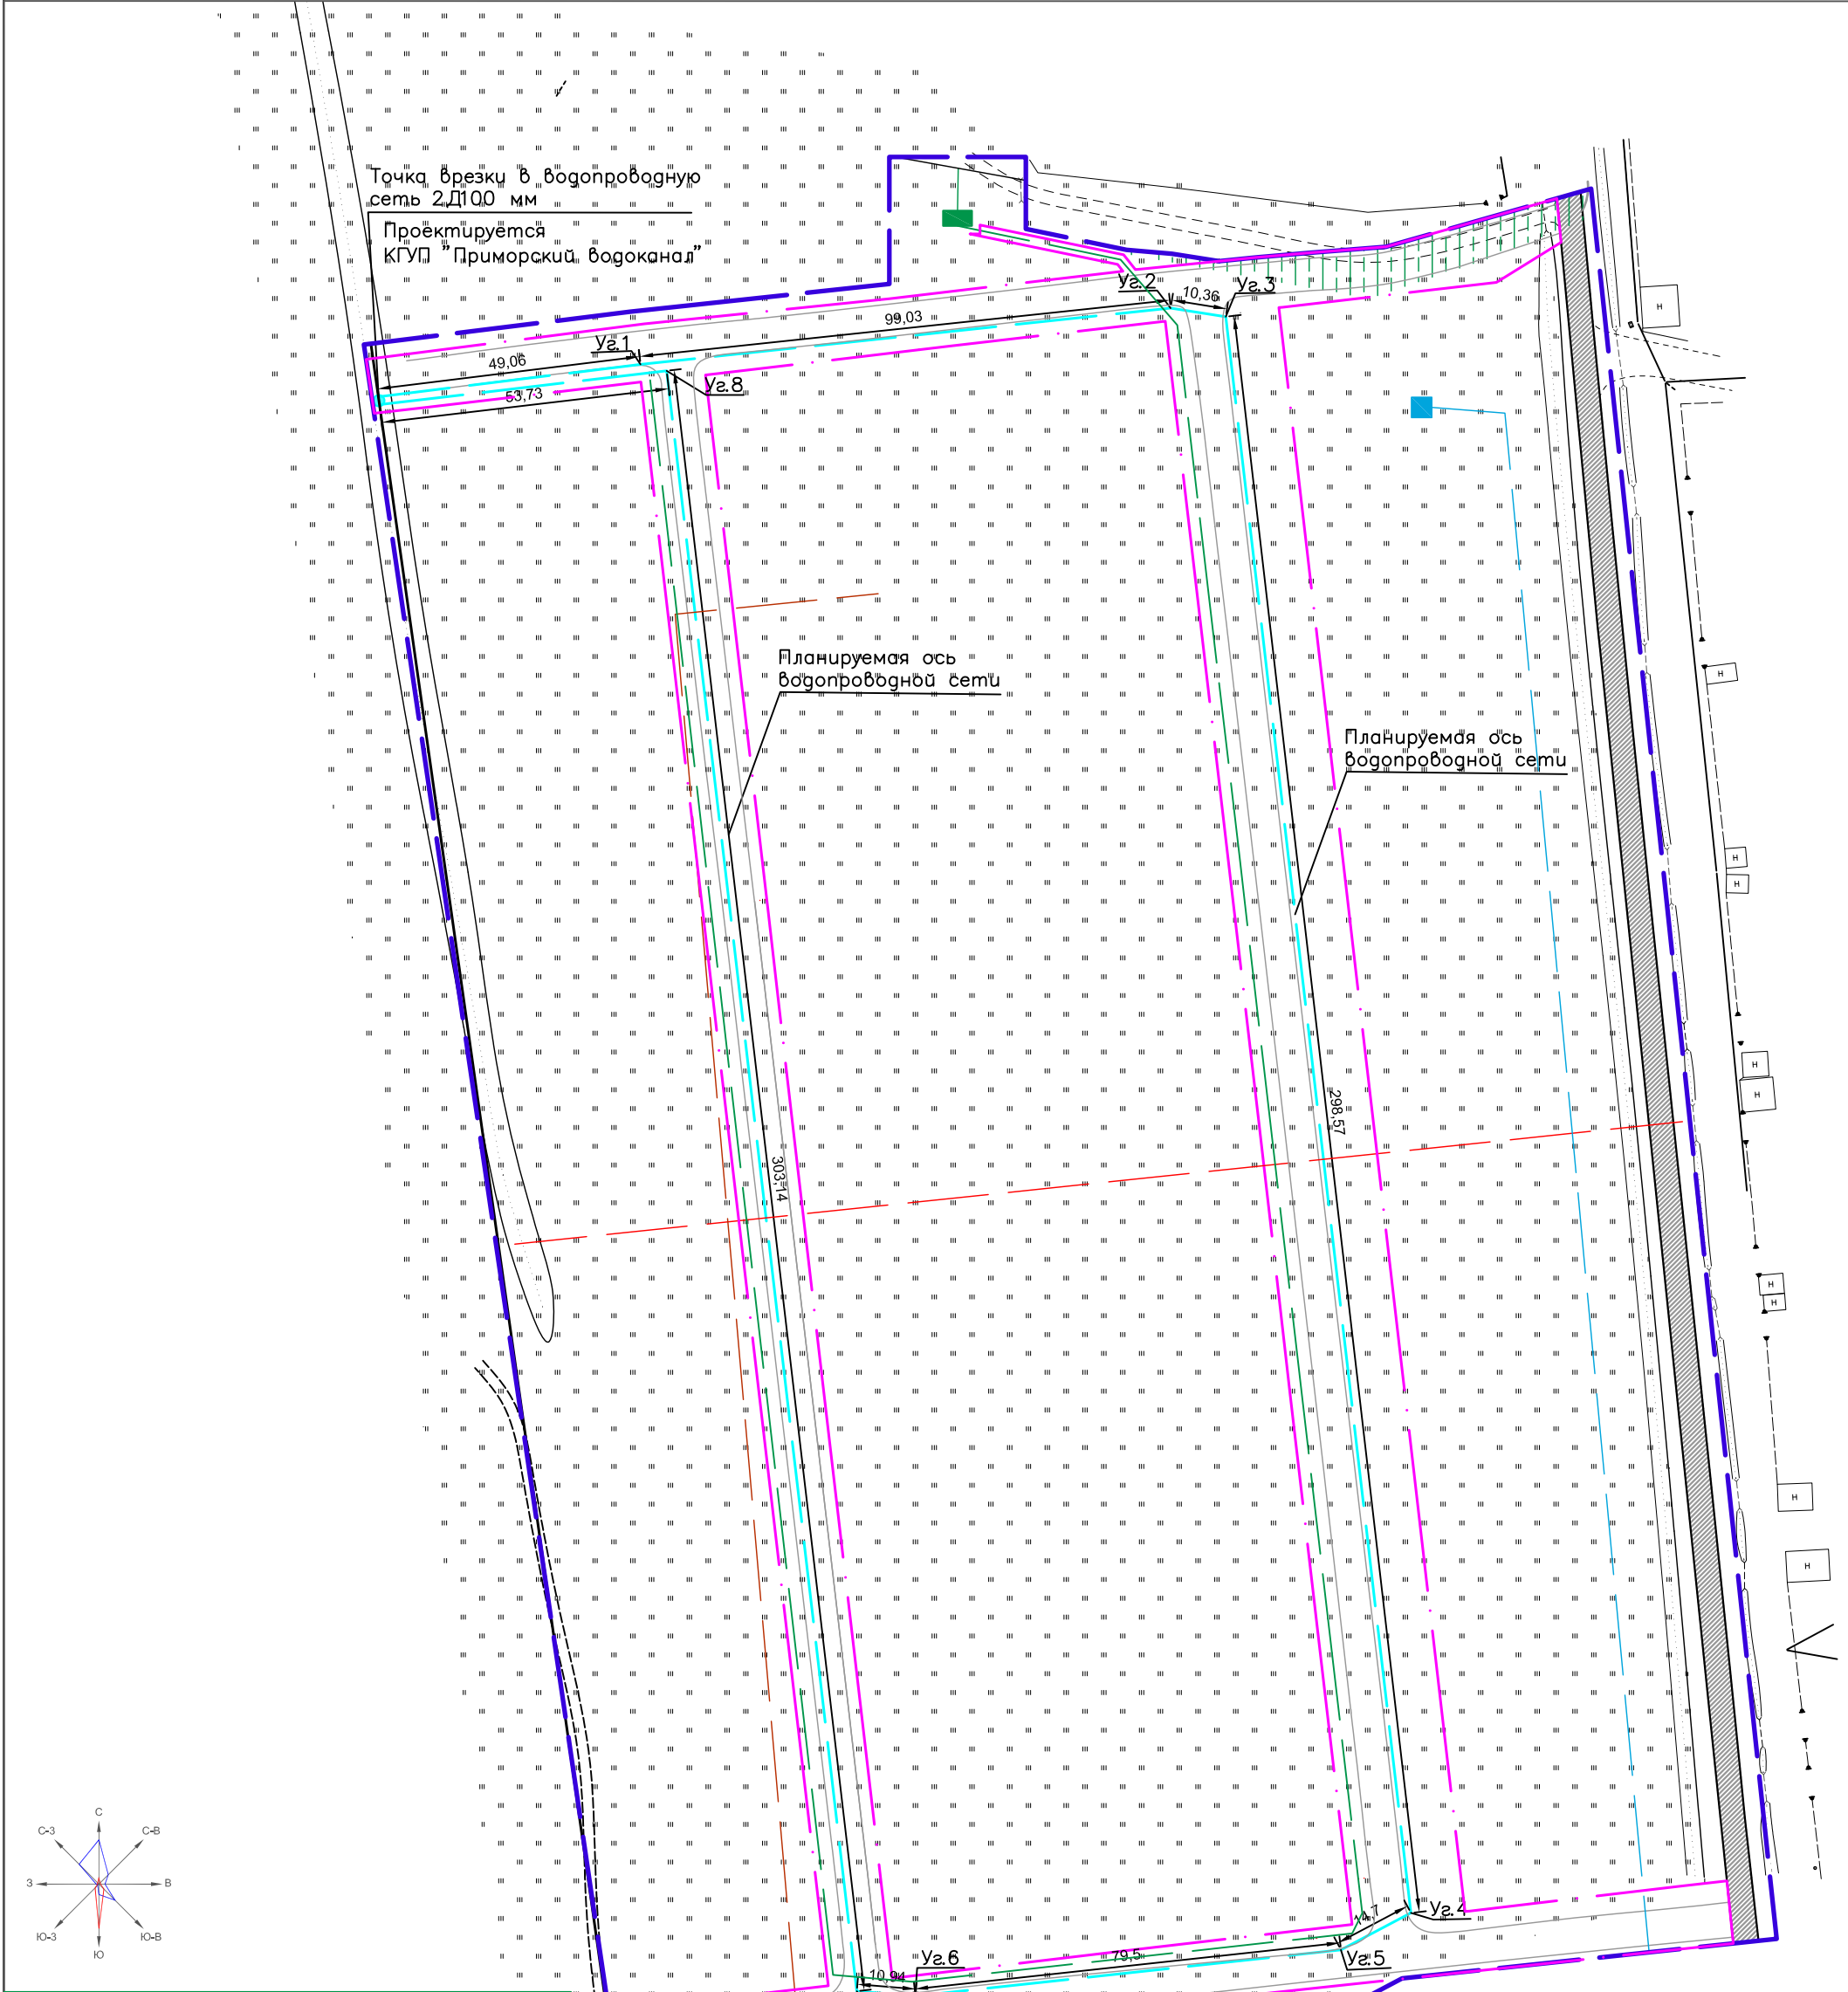 Точка врезки в водопроводную
сеть 2Д100 мм
Проектируется
КГУП "Приморский водоканал"
Уг.2
10,36
Уг.3
99,03
Уг.1
49,06
Уг.8
53,73
Н
Планируемая ось
водопроводной сети
Н
Планируемая ось
водопроводной сети
Н
Н
Н
Н
298,57
303,14
Н
Н
Н
Н
С
С-З
С-В
З
В
Ю-З
Ю
Ю-В
Уг.4
Уг.5
79,5
Уг.6
10,94